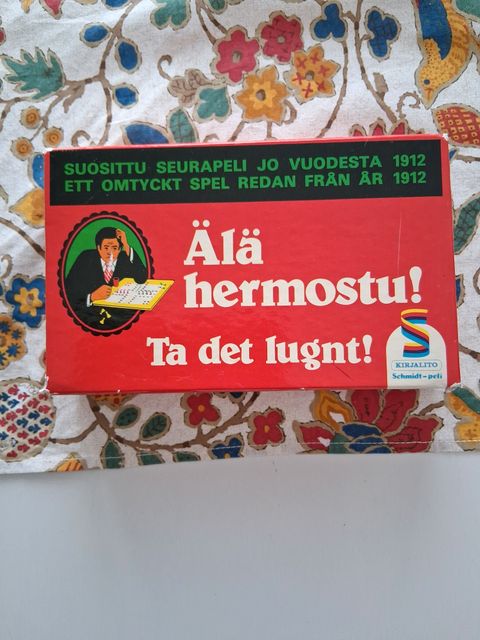 SUOSITTU SEURAPELI JO VUODESTA 1912
ETT OMTYCKT SPEL REDAN FRÅN ÅR 1912
Älä
hermostu!
Ta det lugnt!
S
KIRJALITO
Schmidt-peli